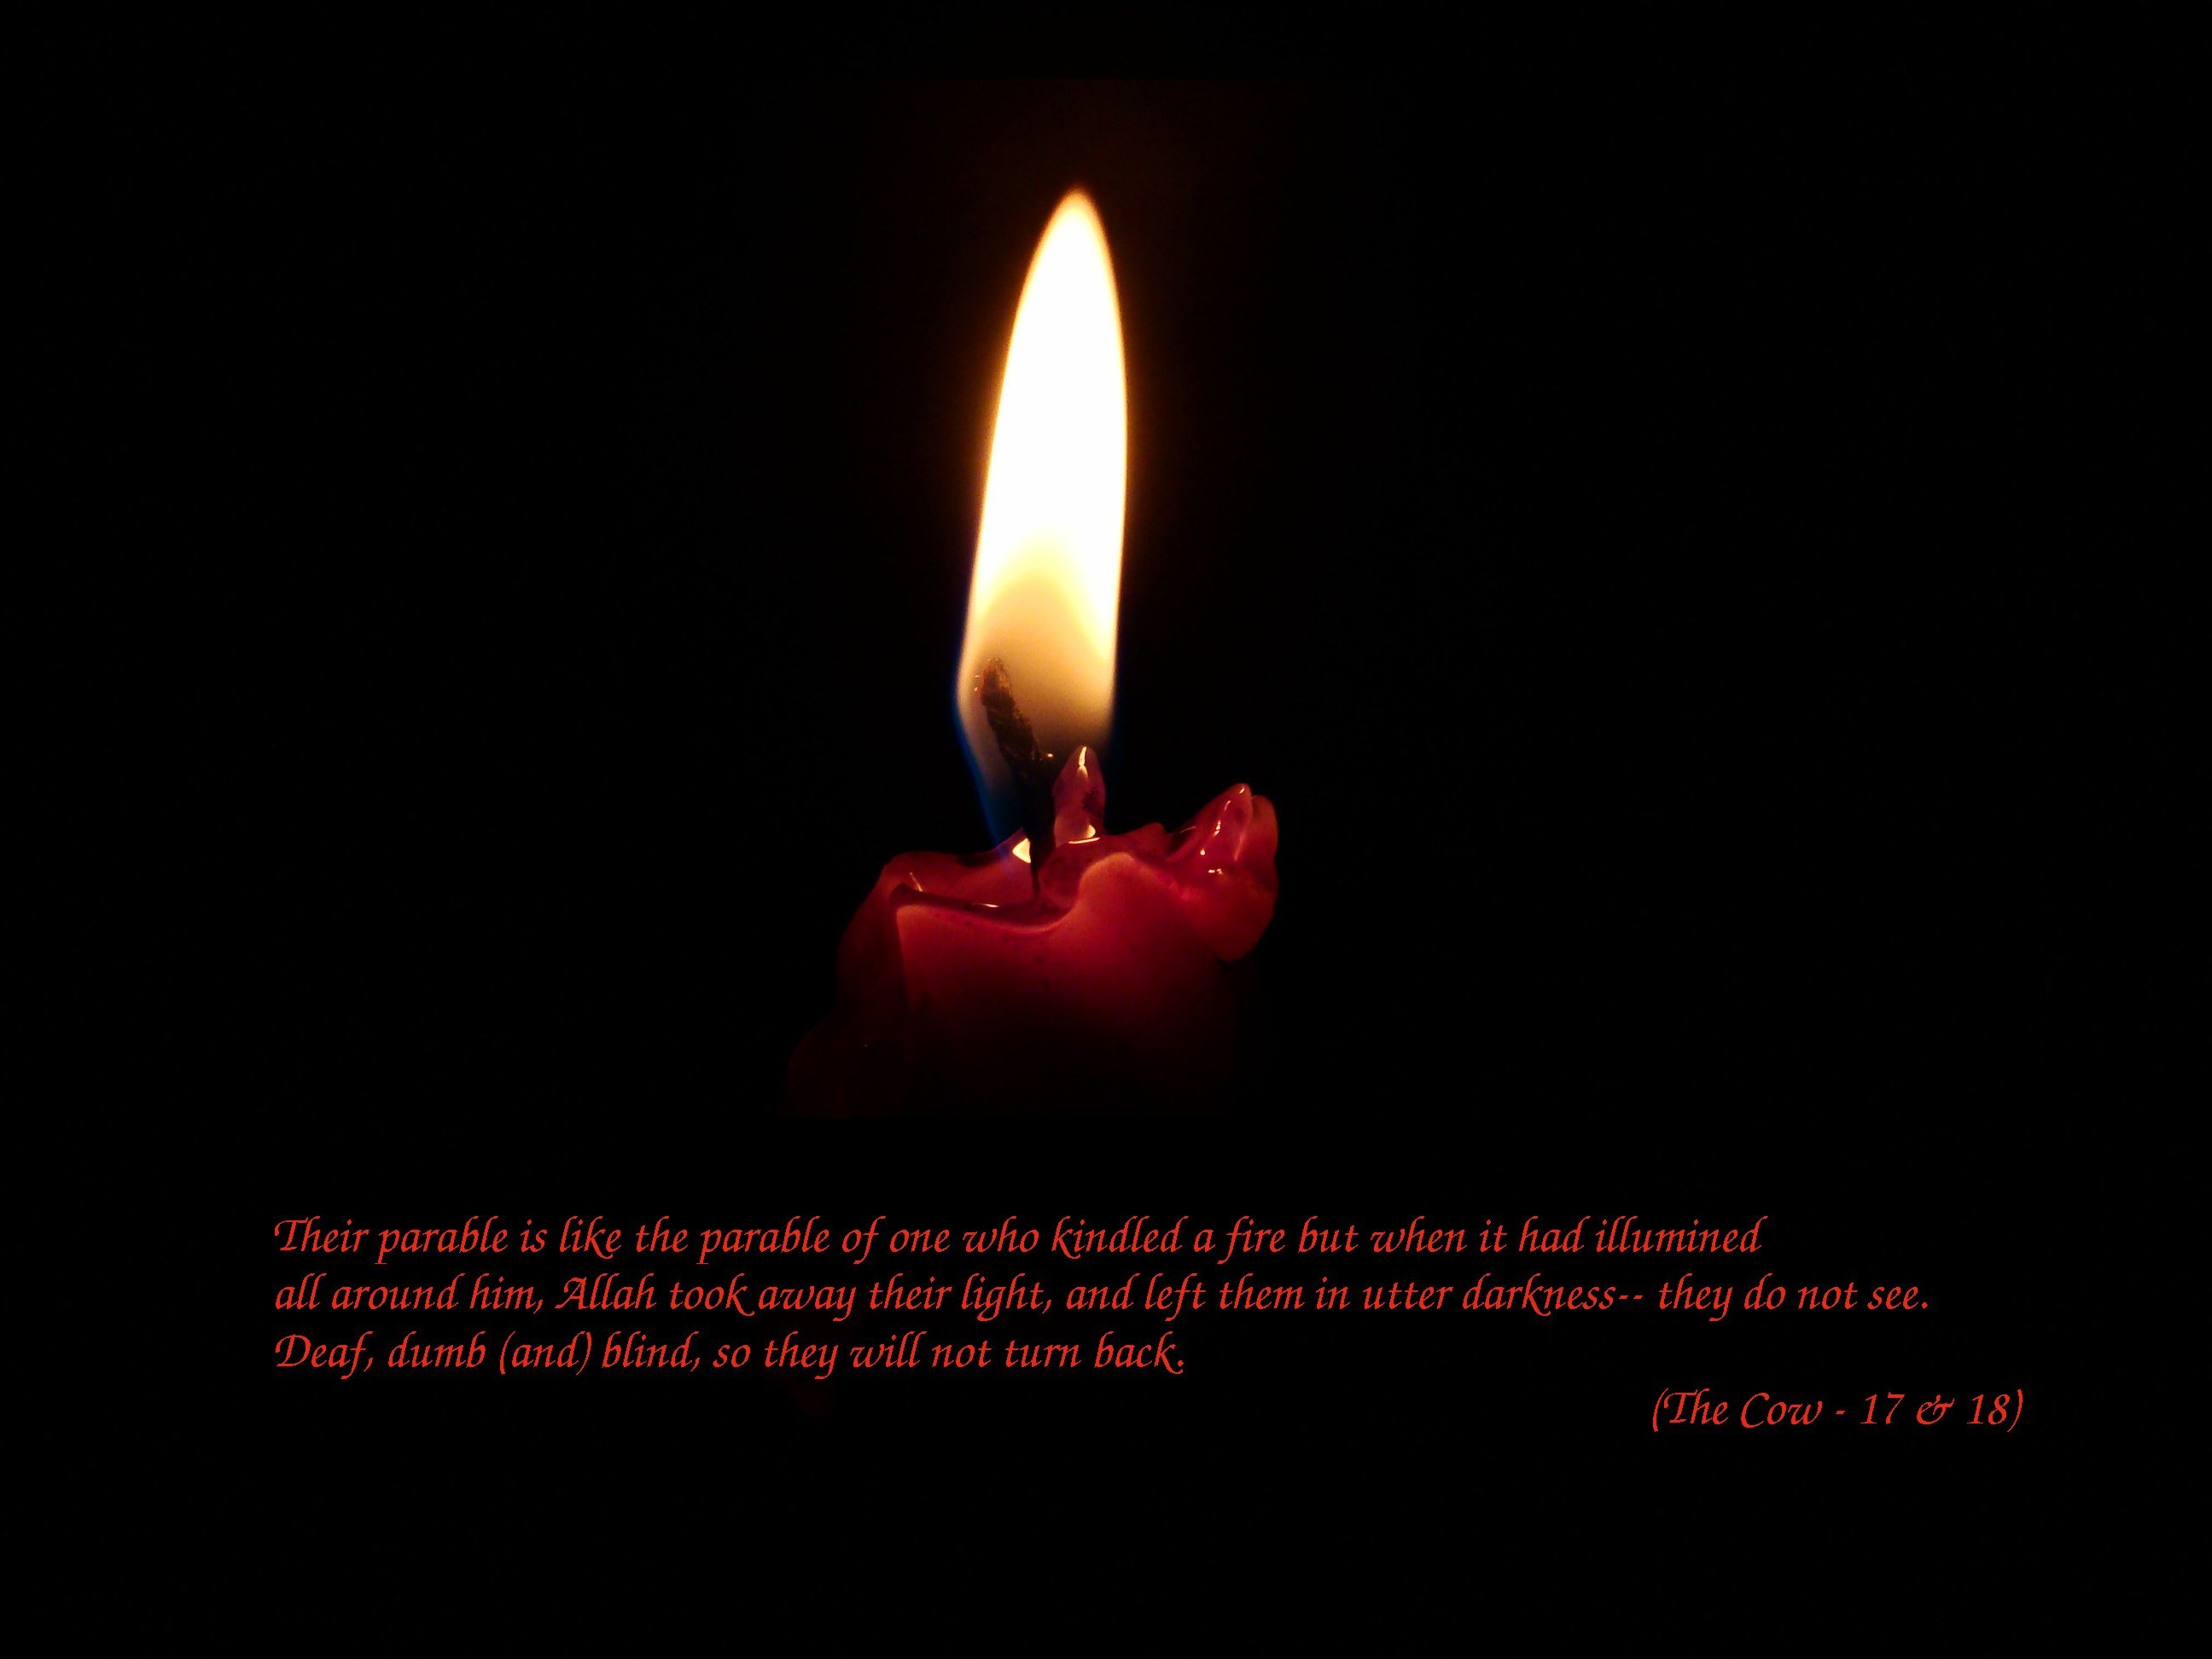 Their parable is like the parable of one who kindled a fire but when it had illumined
all around him, Allah took away their light, and left them in utter darkness-- they do not see.
Deaf, dumb (and) blind, so they will not turn back.
(The Cow - 17 & 18)